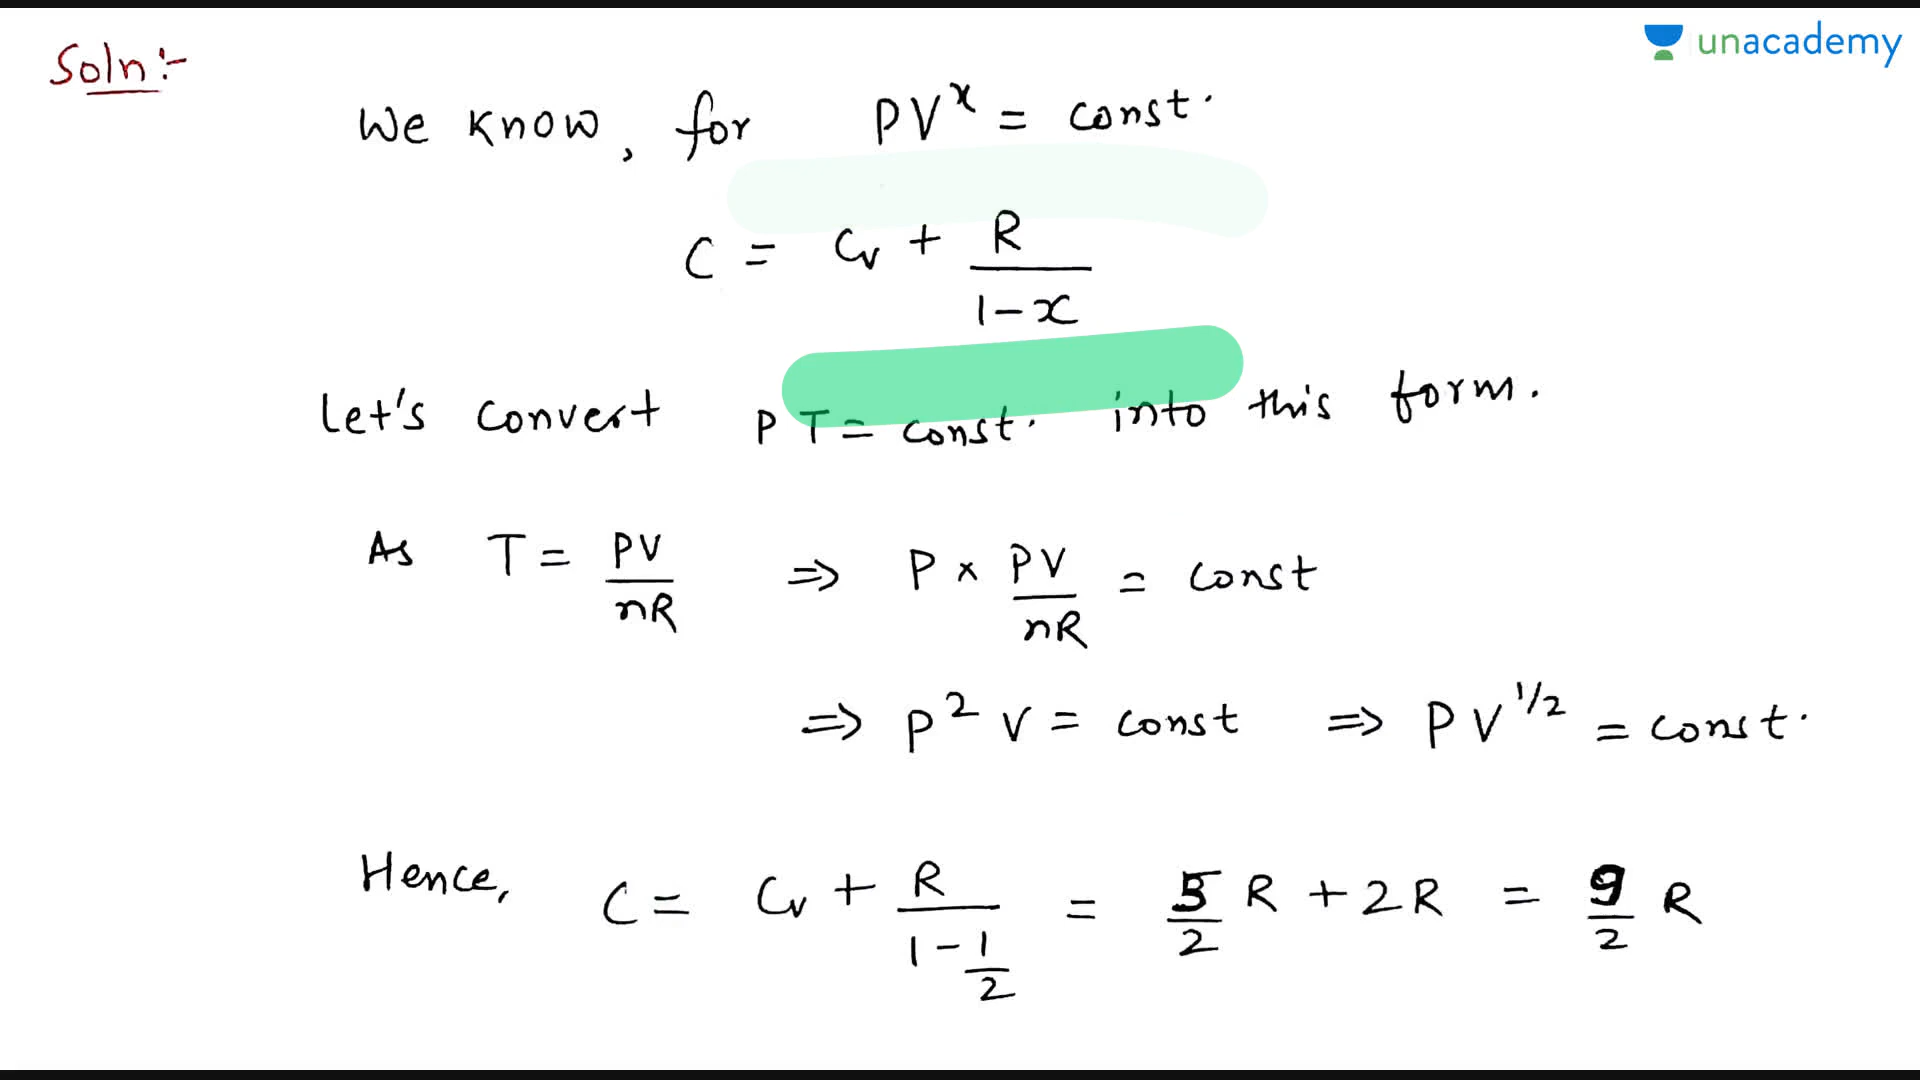 Soln:-
unacademy
We know, for PVˣ = const.
C = Cv + R/(1-x)
Let's convert PT = const. into this form.
As T = PV/nR ⇒ P × PV/nR = const
⇒ P²V = const ⇒ PV^1/2 = const.
Hence, C = Cv + R/(1-1/2) = 5/2 R + 2R = 9/2 R